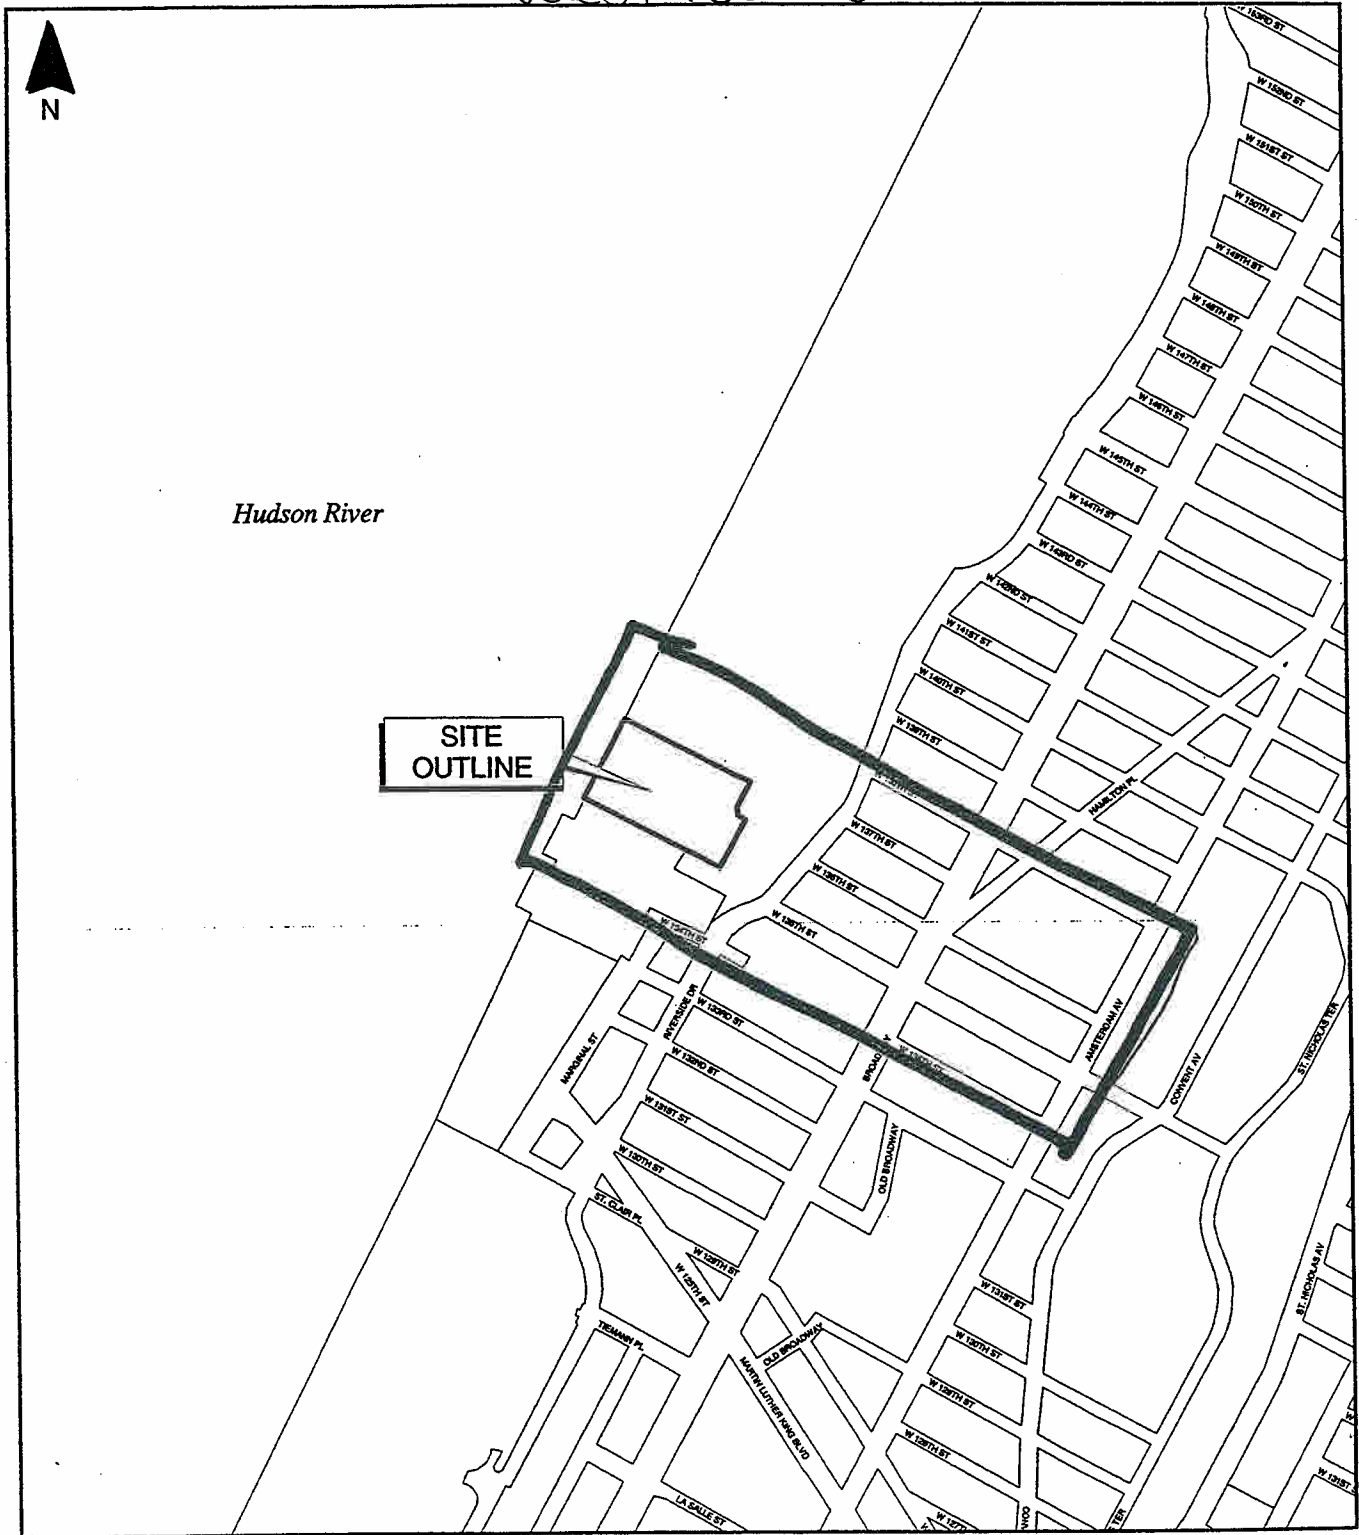 N
W 153RD ST
W 152ND ST
W 151ST ST
W 150TH ST
W 149TH ST
W 148TH ST
W 147TH ST
W 146TH ST
W 145TH ST
W 144TH ST
W 143RD ST
Hudson River
W 142ND ST
W 141ST ST
W 140TH ST
W 139TH ST
SITE
OUTLINE
HAMILTON PL
W 137TH ST
W 136TH ST
W 135TH ST
W 134TH ST
RIVERSIDE DR
W 133RD ST
AMSTERDAM AV
ST. NICHOLAS TER
MARGINAL ST
W 132ND ST
CONVENT AV
W 131ST ST
OLD BROADWAY
W 130TH ST
ST. CLAIR PL
W 129TH ST
W 125TH ST
ST. NICHOLAS AV
W 131ST ST
TIEMANN PL
OLD BROADWAY
W 130TH ST
MARTIN LUTHER KING BLVD
W 129TH ST
W 128TH ST
W 131ST S
LA SALLE ST
W 127T
TER